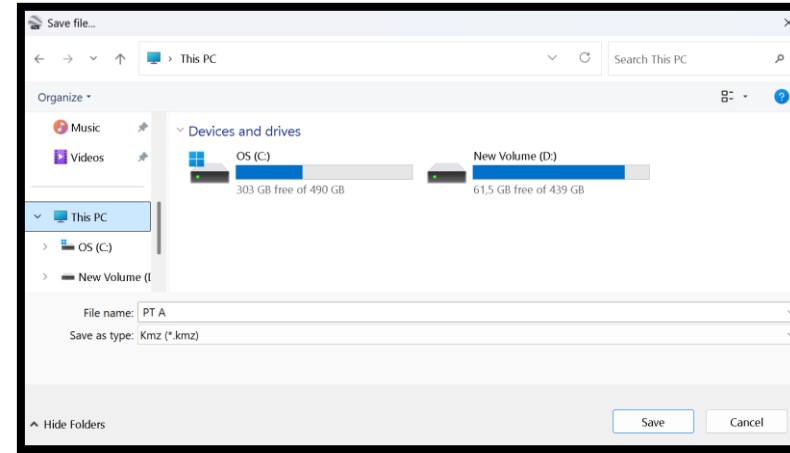 Save file...
This PC
Search This PC
Organize
Music
Videos
This PC
OS (C:)
New Volume (D
Devices and drives
OS (C:)
303 GB free of 490 GB
New Volume (D:)
61,5 GB free of 439 GB
File name: PT A
Save as type: Kmz (*.kmz)
Hide Folders
Save
Cancel